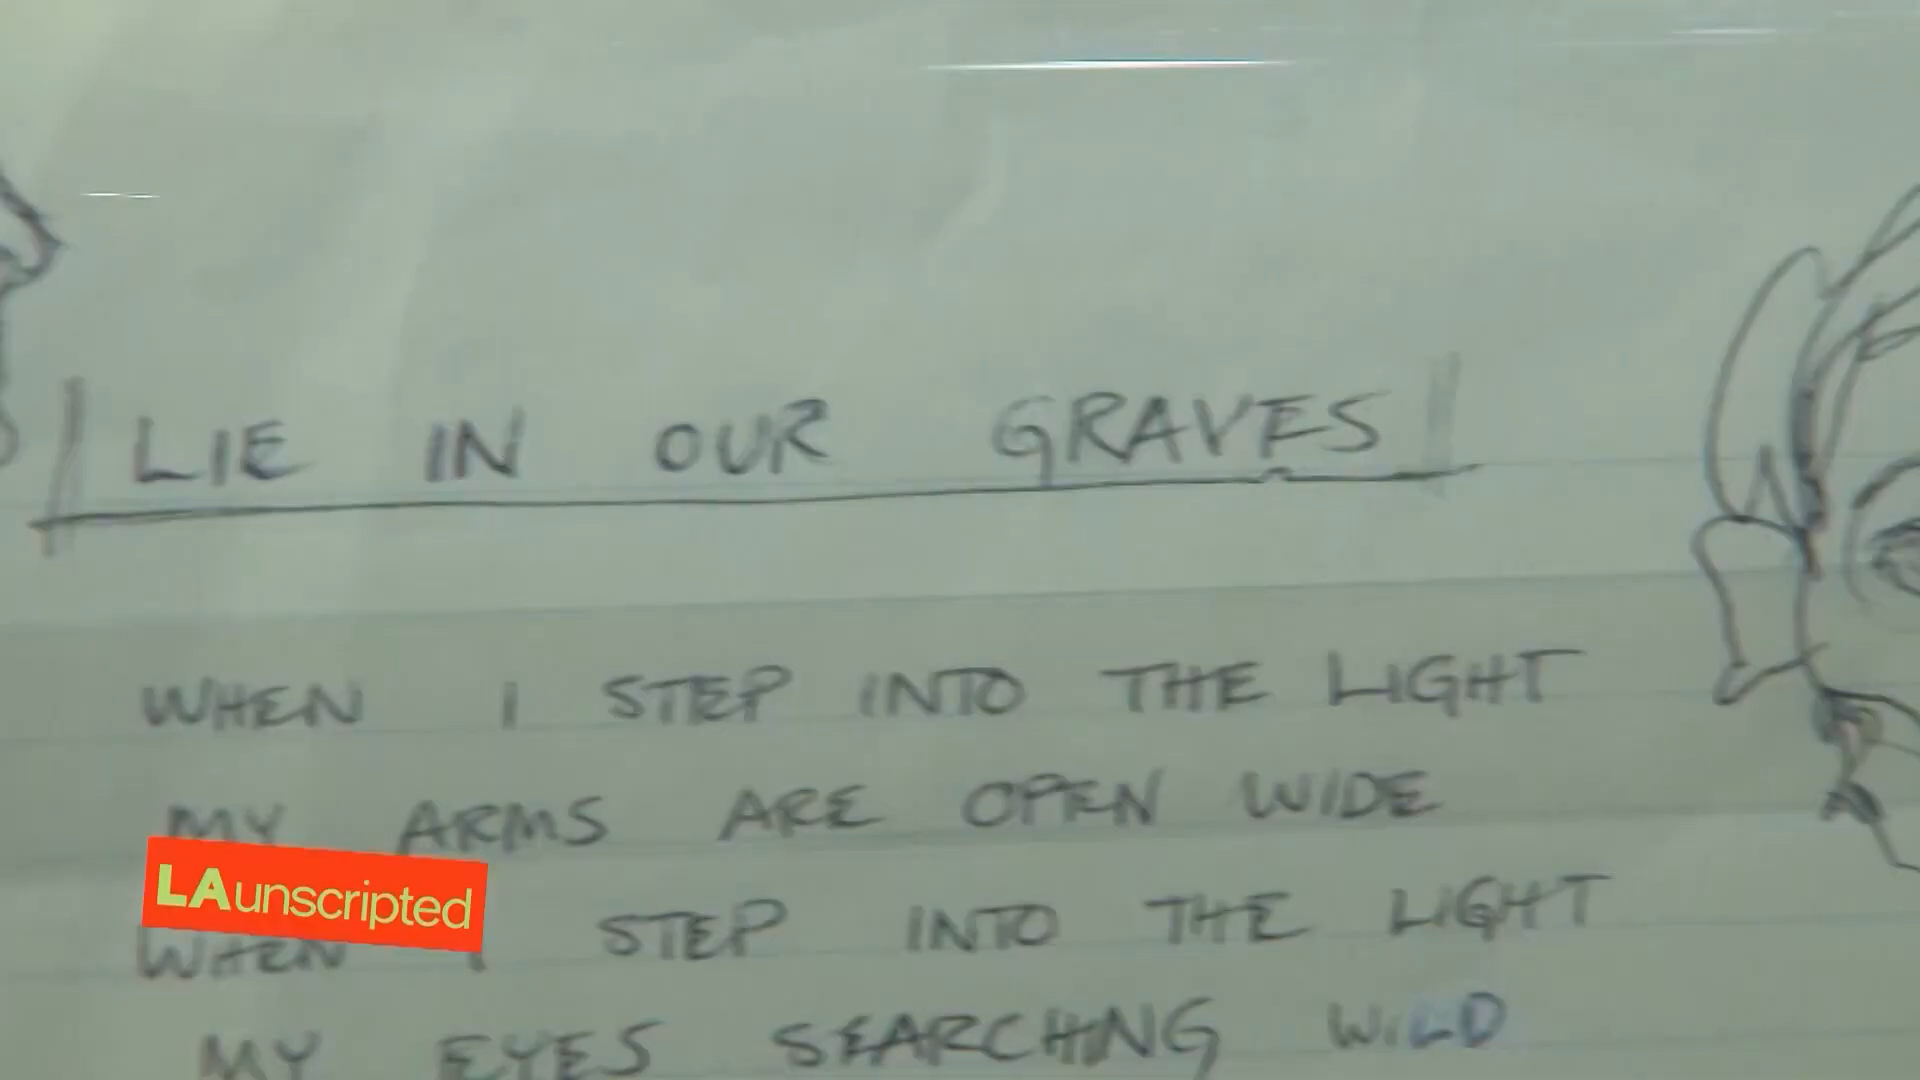 LIE IN OUR GRAVES
WHEN I STEP INTO THE LIGHT
MY ARMS ARE OPEN WIDE
LAunscripted
WHEN I STEP INTO THE LIGHT
MY EYES SEARCHING WILD